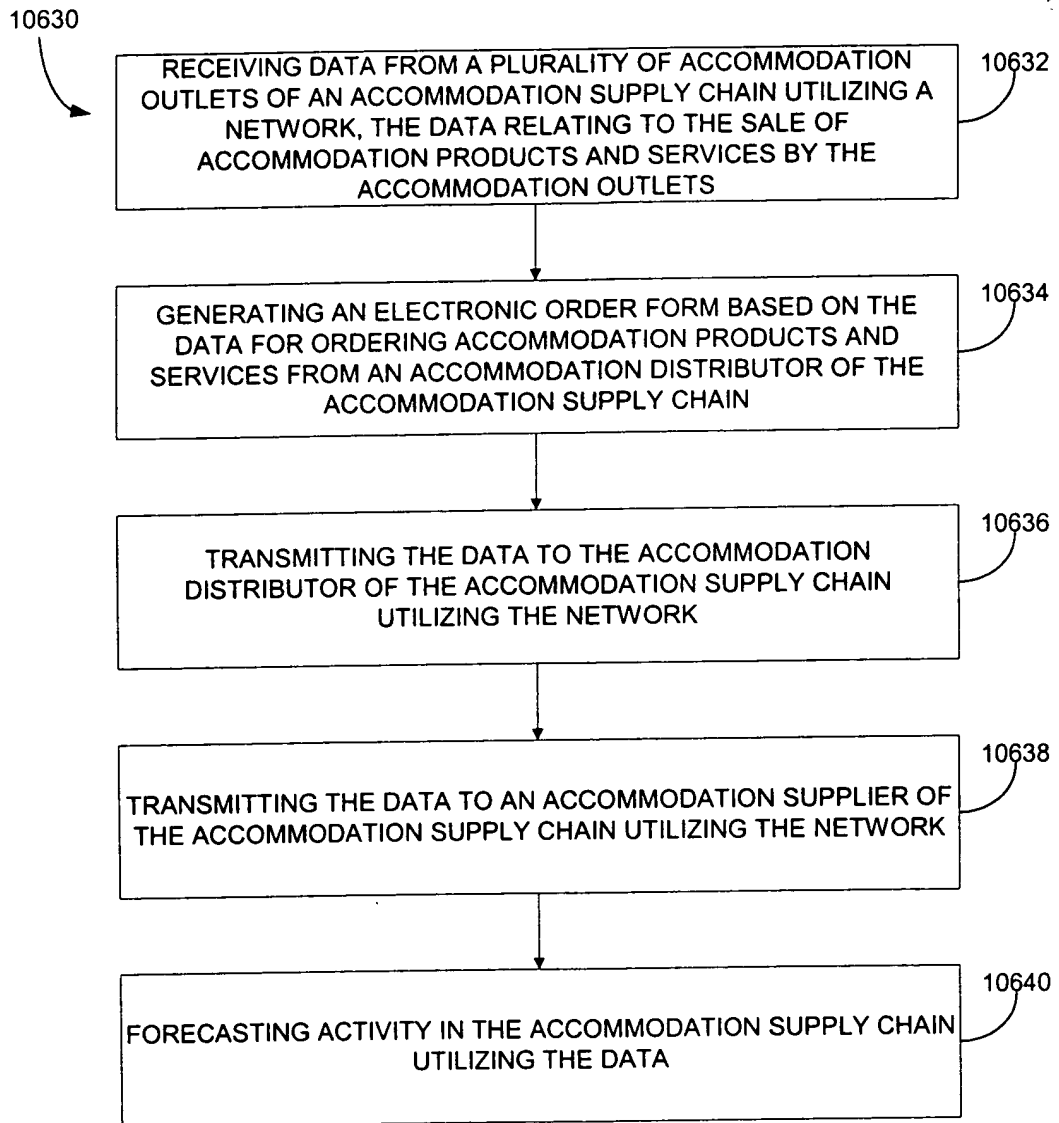 10630
RECEIVING DATA FROM A PLURALITY OF ACCOMMODATION
OUTLETS OF AN ACCOMMODATION SUPPLY CHAIN UTILIZING A
NETWORK, THE DATA RELATING TO THE SALE OF
ACCOMMODATION PRODUCTS AND SERVICES BY THE
ACCOMMODATION OUTLETS
10632
GENERATING AN ELECTRONIC ORDER FORM BASED ON THE
DATA FOR ORDERING ACCOMMODATION PRODUCTS AND
SERVICES FROM AN ACCOMMODATION DISTRIBUTOR OF THE
ACCOMMODATION SUPPLY CHAIN
10634
TRANSMITTING THE DATA TO THE ACCOMMODATION
DISTRIBUTOR OF THE ACCOMMODATION SUPPLY CHAIN
UTILIZING THE NETWORK
10636
TRANSMITTING THE DATA TO AN ACCOMMODATION SUPPLIER OF
THE ACCOMMODATION SUPPLY CHAIN UTILIZING THE NETWORK
10638
FORECASTING ACTIVITY IN THE ACCOMMODATION SUPPLY CHAIN
UTILIZING THE DATA
10640